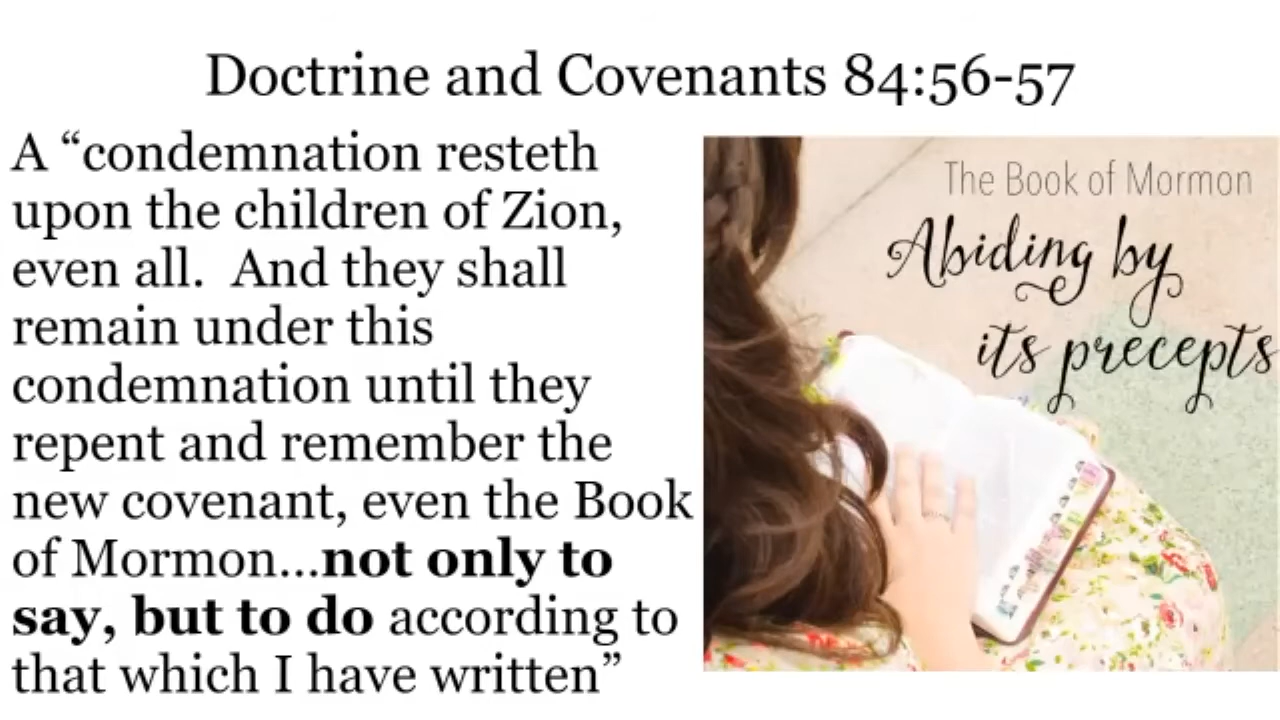 Doctrine and Covenants 84:56-57
A “condemnation resteth
upon the children of Zion,
even all.  And they shall
remain under this
condemnation until they
repent and remember the
new covenant, even the Book
of Mormon...not only to
say, but to do according to
that which I have written”
The Book of Mormon
Abiding by
its precepts